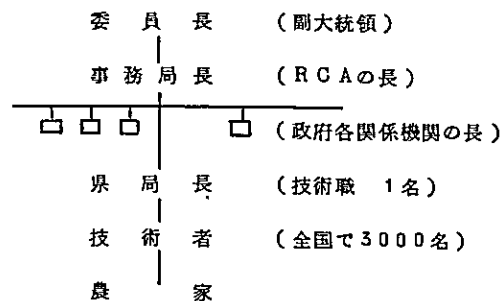 委員長 (副大統領)
事務局長 (RCAの長)
(政府各関係機関の長)
県局長 (技術職 1名)
技術者 (全国で3000名)
農家